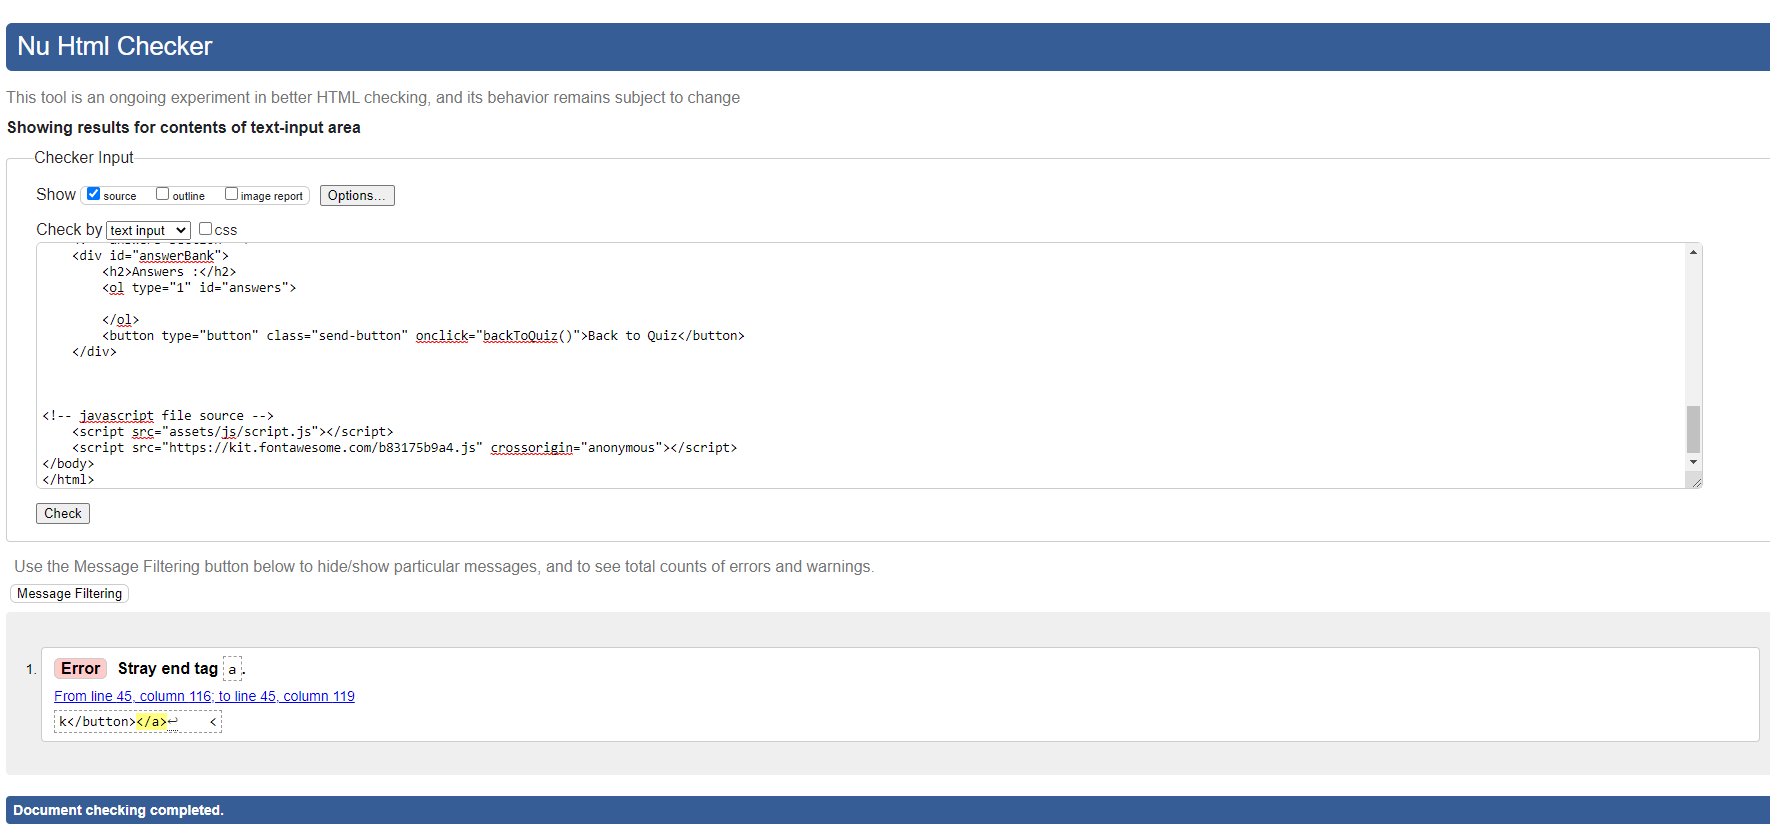 Nu Html Checker
This tool is an ongoing experiment in better HTML checking, and its behavior remains subject to change
Showing results for contents of text-input area
Checker Input
Show source outline image report Options...
Check by text input css
<div id="answerBank">
<h2>Answers :</h2>
<ol type="1" id="answers">
</ol>
<button type="button" class="send-button" onclick="backToQuiz()">Back to Quiz</button>
</div>
<!-- javascript file source -->
<script src="assets/js/script.js"></script>
<script src="https://kit.fontawesome.com/b83175b9a4.js" crossorigin="anonymous"></script>
</body>
</html>
Check
Use the Message Filtering button below to hide/show particular messages, and to see total counts of errors and warnings.
Message Filtering
1. Error Stray end tag a.
From line 45, column 116; to line 45, column 119
k</button></a>↩ <
Document checking completed.